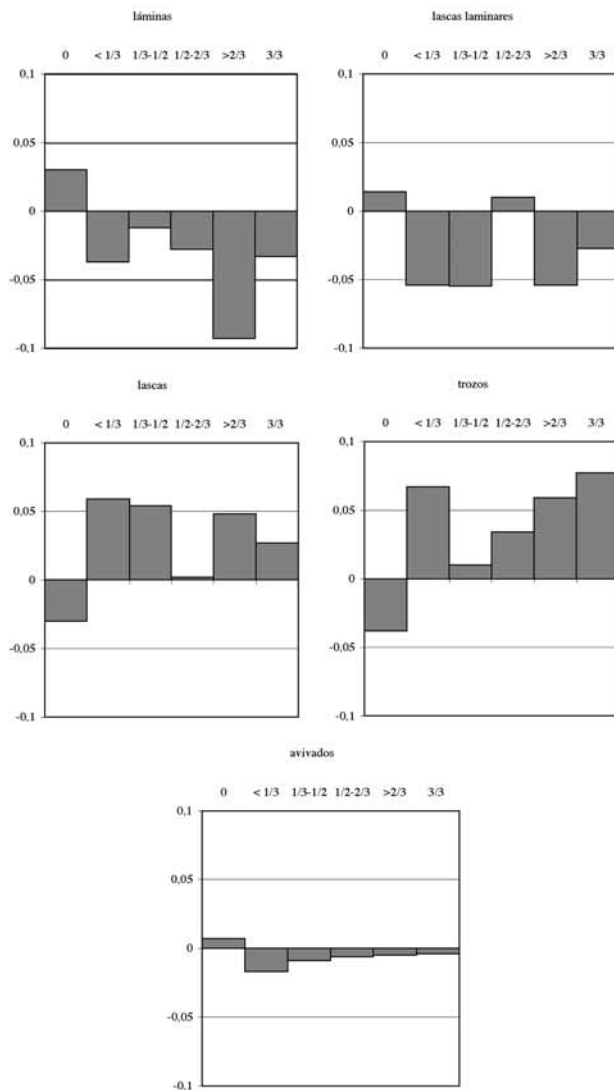 láminas
0 < 1/3 1/3-1/2 1/2-2/3 >2/3 3/3
0,1
0,05
0
-0,05
-0,1
lascas laminares
0 < 1/3 1/3-1/2 1/2-2/3 >2/3 3/3
0,1
0,05
0
-0,05
-0,1
lascas
0 < 1/3 1/3-1/2 1/2-2/3 >2/3 3/3
0,1
0,05
0
-0,05
-0,1
trozos
0 < 1/3 1/3-1/2 1/2-2/3 >2/3 3/3
0,1
0,05
0
-0,05
-0,1
avivados
0 < 1/3 1/3-1/2 1/2-2/3 >2/3 3/3
0,1
0,05
0
-0,05
-0,1